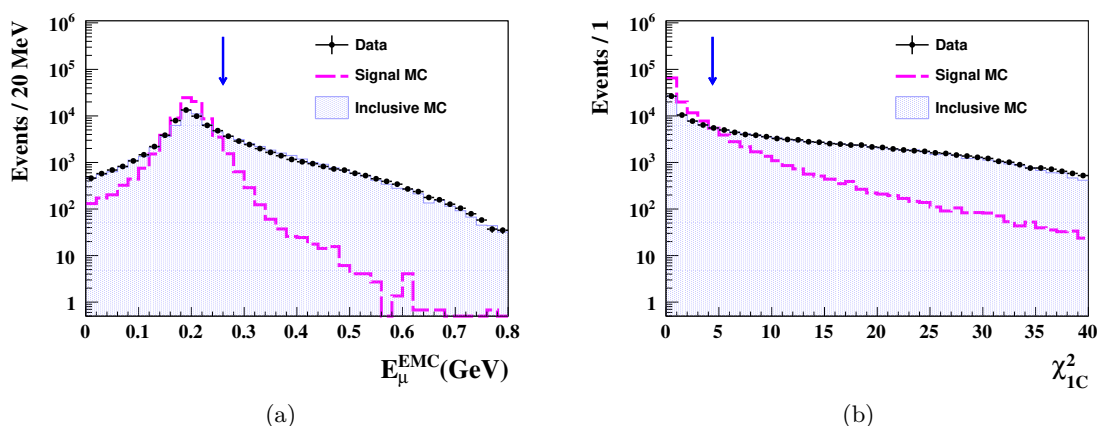 Events / 20 MeV
10^6
10^5
10^4
10^3
10^2
10
1
Data
Signal MC
Inclusive MC
0 0.1 0.2 0.3 0.4 0.5 0.6 0.7 0.8
E_μ^EMC(GeV)
(a)
Events / 1
10^6
10^5
10^4
10^3
10^2
10
1
Data
Signal MC
Inclusive MC
0 5 10 15 20 25 30 35 40
χ_1C^2
(b)